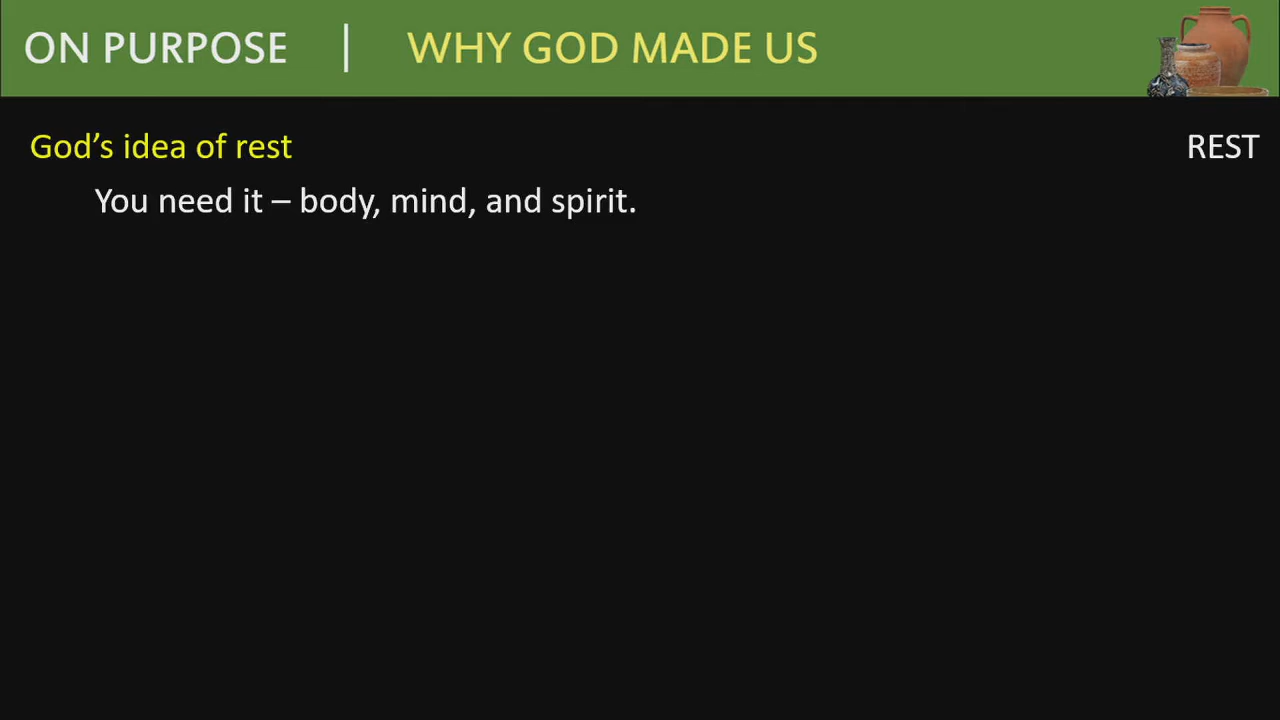 ON PURPOSE | WHY GOD MADE US
God’s idea of rest REST
You need it – body, mind, and spirit.